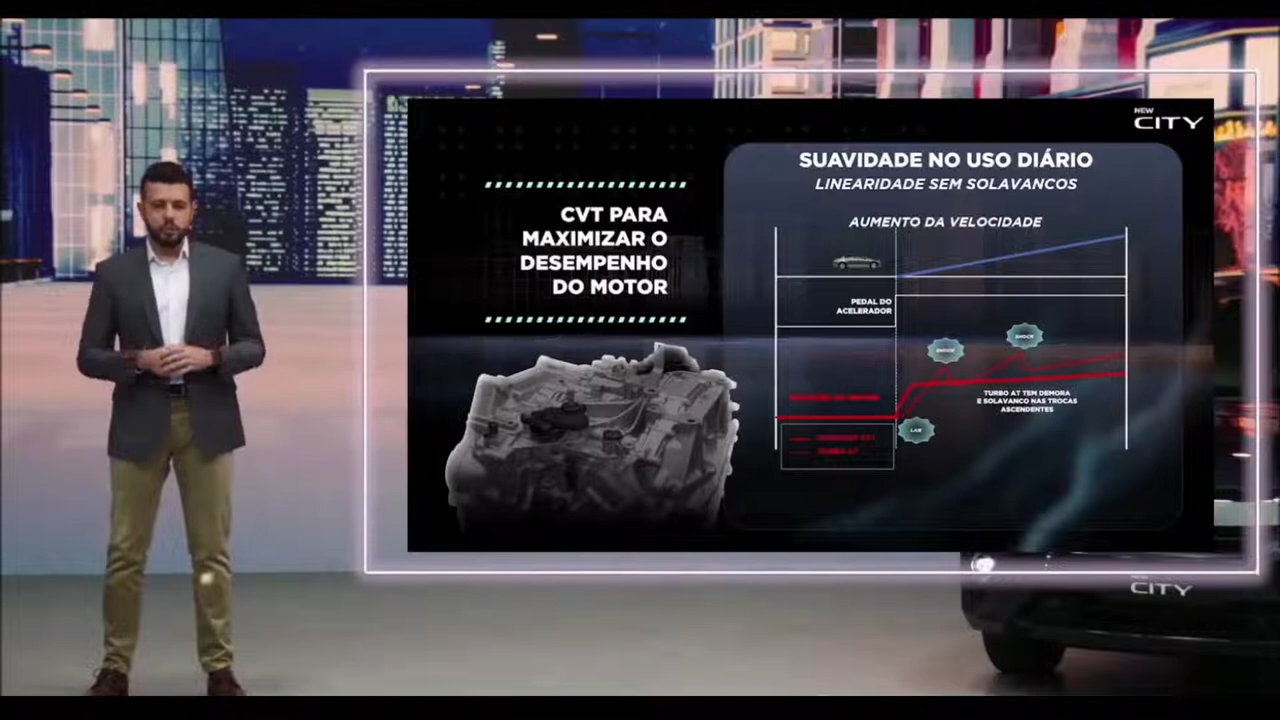 NEW
CITY
SUAVIDADE NO USO DIÁRIO
LINEARIDADE SEM SOLAVANCOS
CVT PARA
MAXIMIZAR O
DESEMPENHO
DO MOTOR
AUMENTO DA VELOCIDADE
PEDAL DO
ACELERADOR
SHOCK
TURBO AT TEM DEMORA
E SOLAVANCO NAS TROCAS
ASCENDENTES
LAG
NEW
CITY